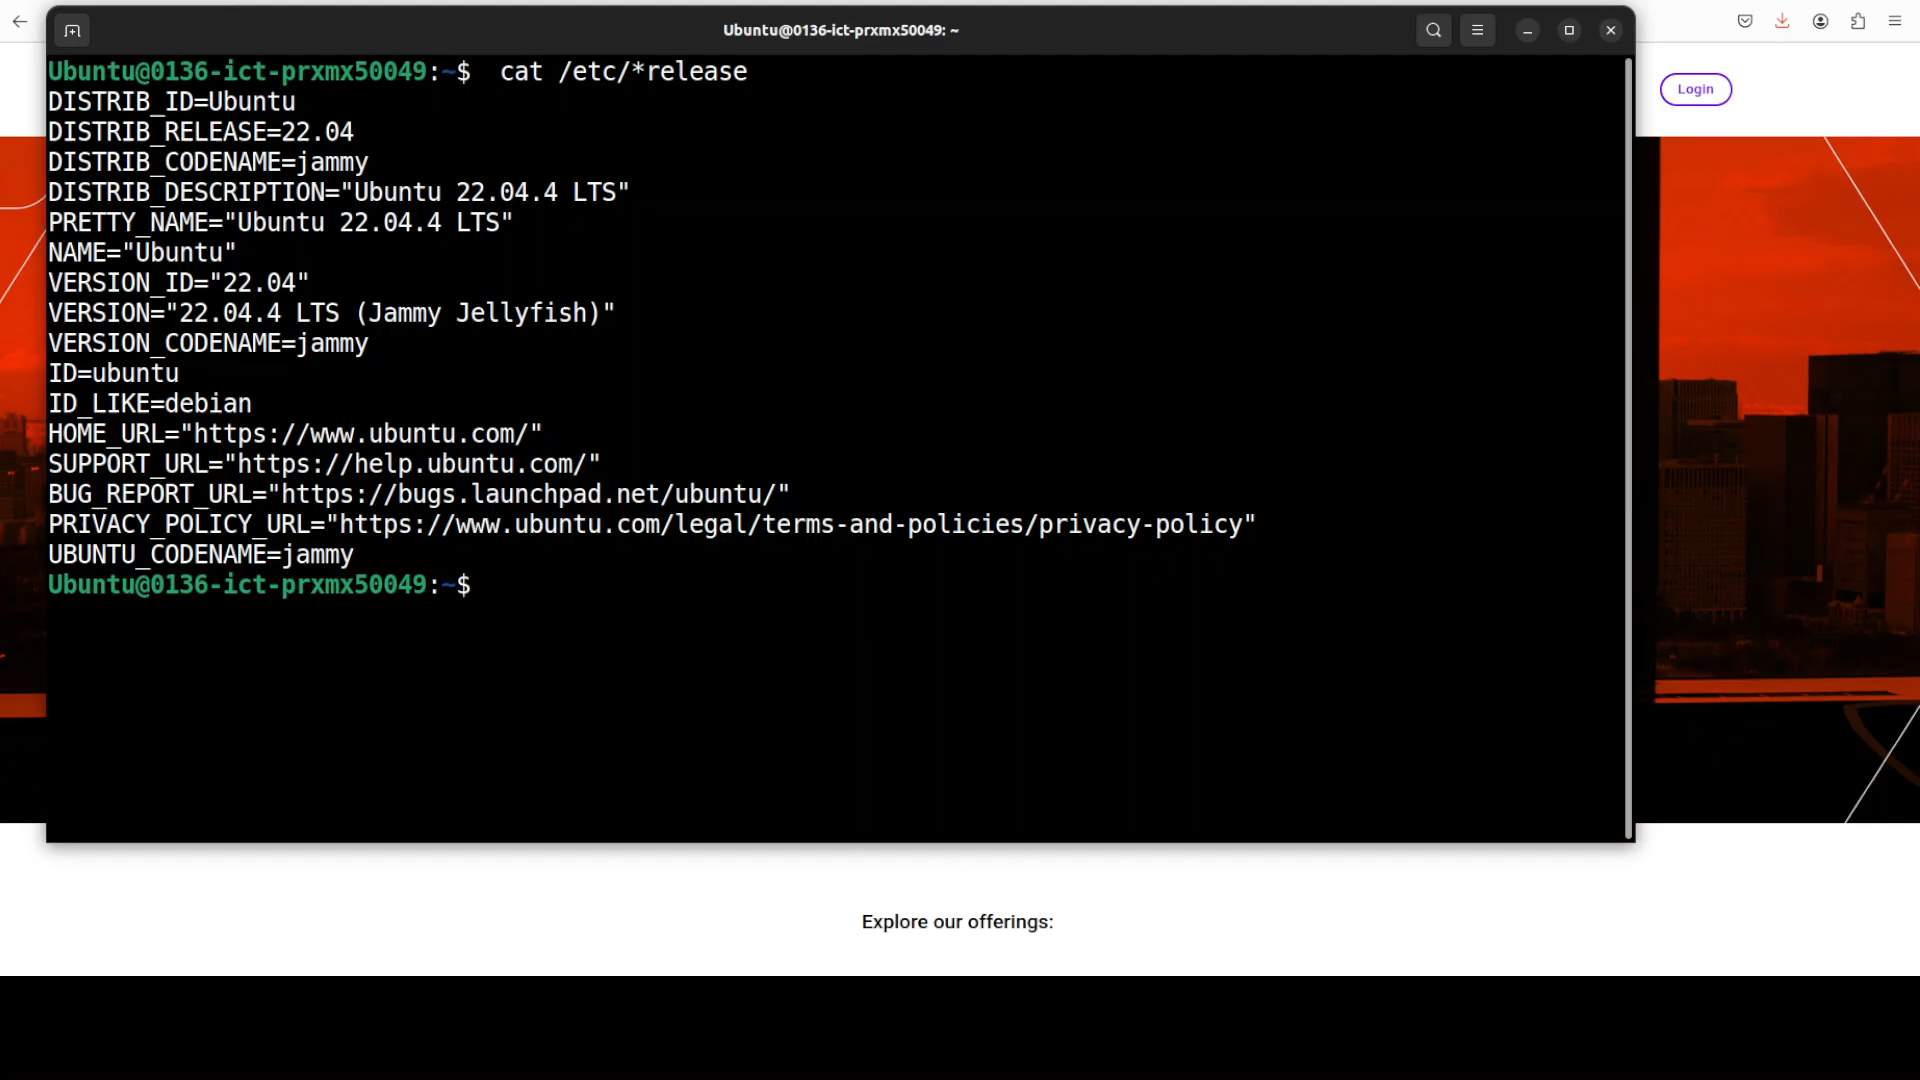 Ubuntu@0136-ict-prxmx50049: ~
Ubuntu@0136-ict-prxmx50049:~$  cat /etc/*release
DISTRIB_ID=Ubuntu
DISTRIB_RELEASE=22.04
DISTRIB_CODENAME=jammy
DISTRIB_DESCRIPTION="Ubuntu 22.04.4 LTS"
PRETTY_NAME="Ubuntu 22.04.4 LTS"
NAME="Ubuntu"
VERSION_ID="22.04"
VERSION="22.04.4 LTS (Jammy Jellyfish)"
VERSION_CODENAME=jammy
ID=ubuntu
ID_LIKE=debian
HOME_URL="https://www.ubuntu.com/"
SUPPORT_URL="https://help.ubuntu.com/"
BUG_REPORT_URL="https://bugs.launchpad.net/ubuntu/"
PRIVACY_POLICY_URL="https://www.ubuntu.com/legal/terms-and-policies/privacy-policy"
UBUNTU_CODENAME=jammy
Ubuntu@0136-ict-prxmx50049:~$
Login
Explore our offerings: